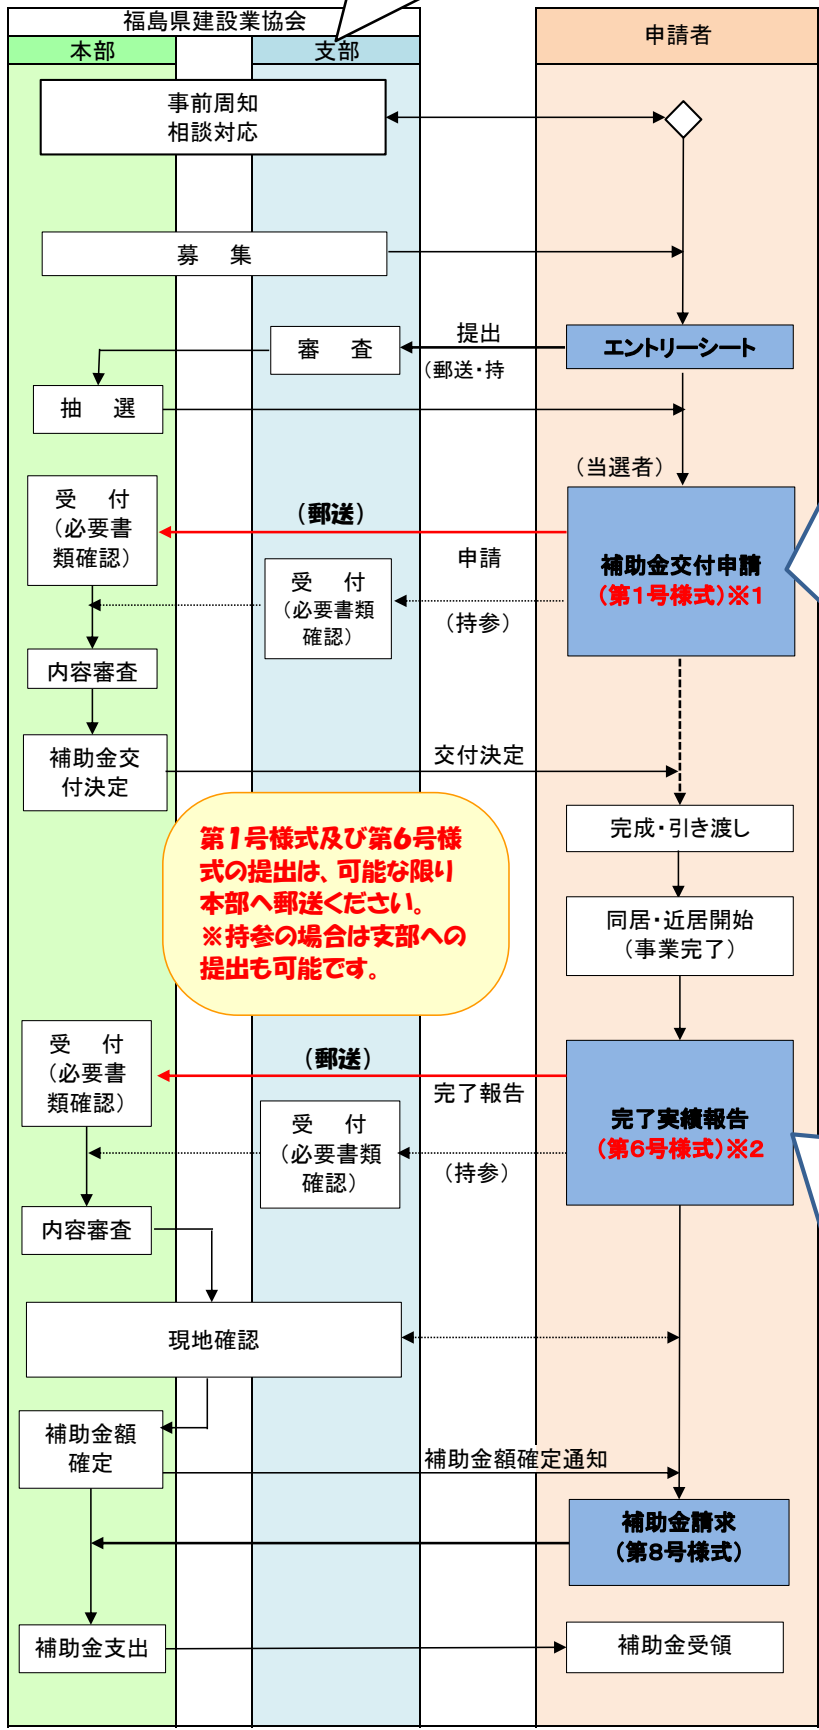 福島県建設業協会
本部
支部
申請者
事前周知
相談対応
募 集
提出
エントリーシート
審 査
(郵送・持
抽 選
(当選者)
受 付
(必要書
類確認)
(郵送)
補助金交付申請
(第1号様式)※1
申請
受 付
(必要書類
確認)
(持参)
内容審査
補助金交
付決定
交付決定
第1号様式及び第6号様
式の提出は、可能な限り
本部へ郵送ください。
※持参の場合は支部への
提出も可能です。
完成・引き渡し
同居・近居開始
(事業完了)
受 付
(必要書
類確認)
(郵送)
完了報告
完了実績報告
(第6号様式)※2
受 付
(必要書類
確認)
(持参)
内容審査
現地確認
補助金額
確定
補助金額確定通知
補助金請求
(第8号様式)
補助金支出
補助金受領